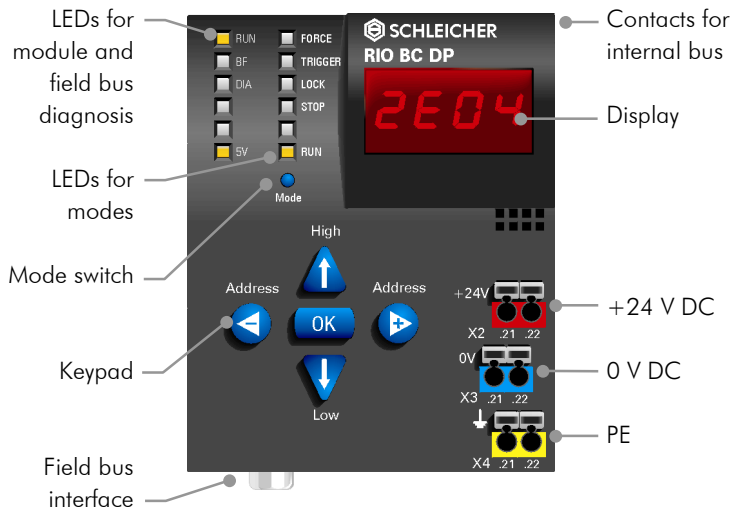 LEDs for
module and
field bus
diagnosis
LEDs for
modes
Mode switch
Keypad
Field bus
interface
RUN
BF
DIA
5V
FORCE
TRIGGER
LOCK
STOP
RUN
Mode
SCHLEICHER
RIO BC DP
2E04
High
Address
Address
OK
Low
+24V
X2 .21 .22
0V
X3 .21 .22
X4 .21 .22
Contacts for
internal bus
Display
+24 V DC
0 V DC
PE